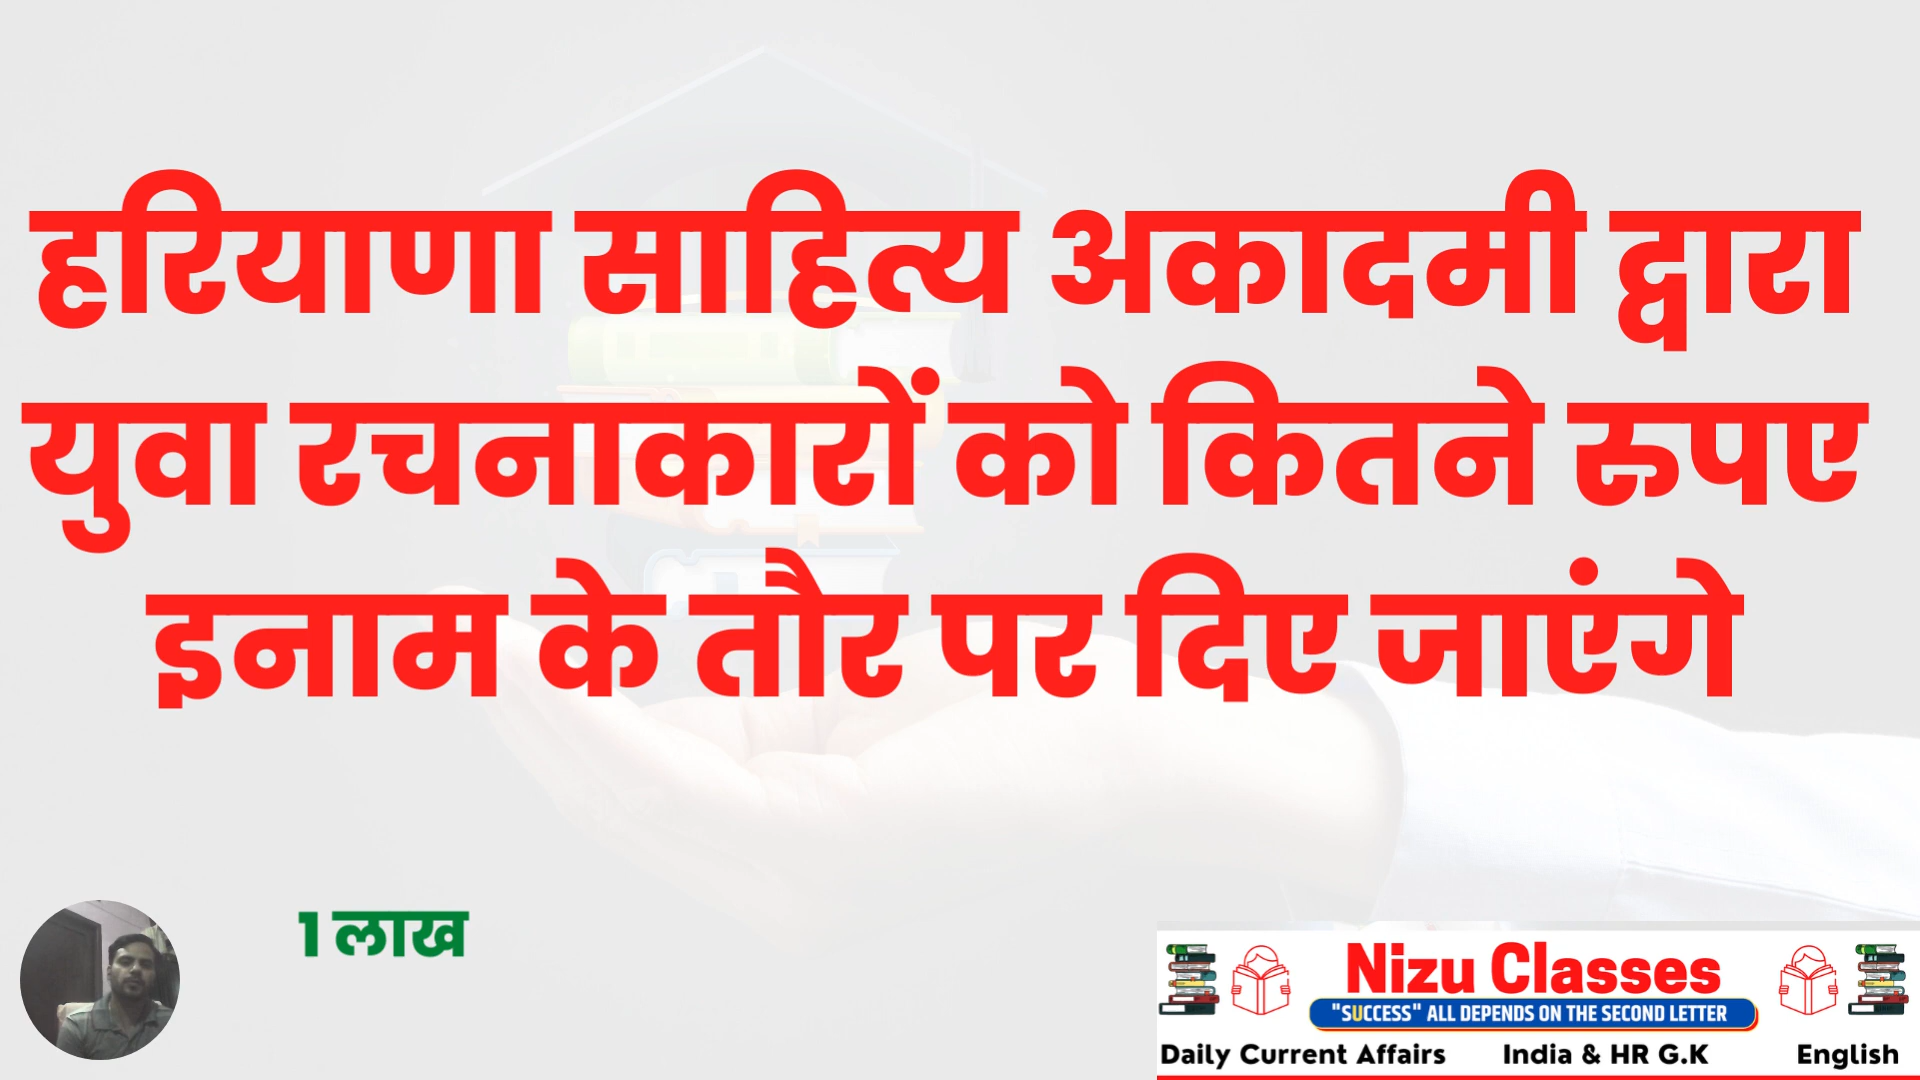 हरियाणा साहित्य अकादमी द्वारा
युवा रचनाकारों को कितने रुपए
इनाम के तौर पर दिए जाएंगे
1 लाख
Nizu Classes
"SUCCESS" ALL DEPENDS ON THE SECOND LETTER
Daily Current Affairs India & HR G.K English